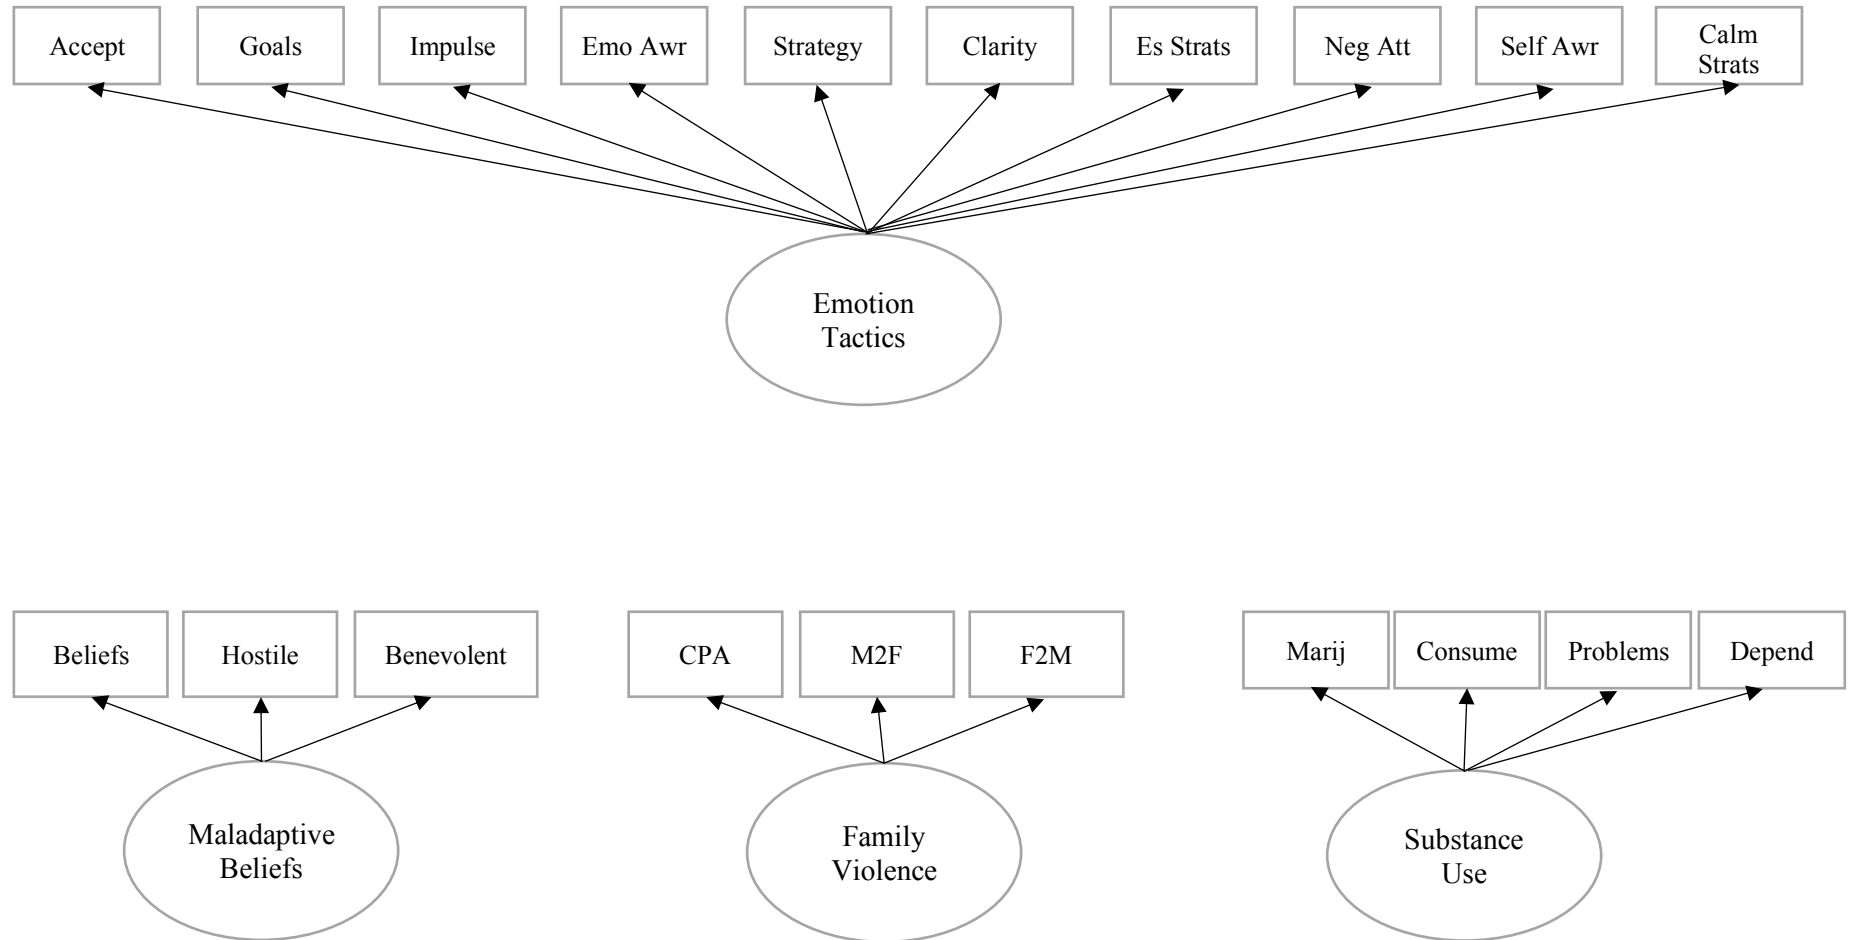 Accept
Goals
Impulse
Emo Awr
Strategy
Clarity
Es Strats
Neg Att
Self Awr
Calm
Strats
Emotion
Tactics
Beliefs
Hostile
Benevolent
CPA
M2F
F2M
Marij
Consume
Problems
Depend
Maladaptive
Beliefs
Family
Violence
Substance
Use